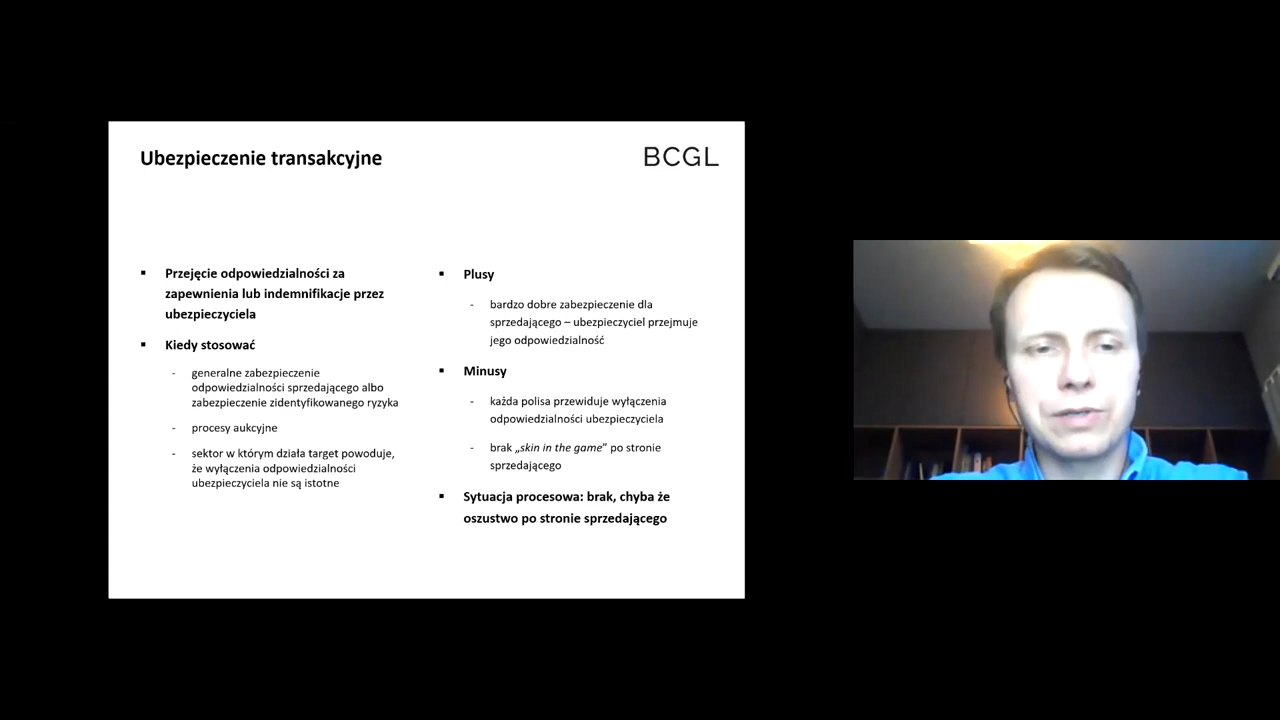 Ubezpieczenie transakcyjne
BCGL
▪ Przejęcie odpowiedzialności za
zapewnienia lub indemnifikacje przez
ubezpieczyciela
▪ Kiedy stosować
- generalne zabezpieczenie
odpowiedzialności sprzedającego albo
zabezpieczenie zidentyfikowanego ryzyka
- procesy aukcyjne
- sektor w którym działa target powoduje,
że wyłączenia odpowiedzialności
ubezpieczyciela nie są istotne
▪ Plusy
- bardzo dobre zabezpieczenie dla
sprzedającego – ubezpieczyciel przejmuje
jego odpowiedzialność
▪ Minusy
- każda polisa przewiduje wyłączenia
odpowiedzialności ubezpieczyciela
- brak „skin in the game” po stronie
sprzedającego
▪ Sytuacja procesowa: brak, chyba że
oszustwo po stronie sprzedającego